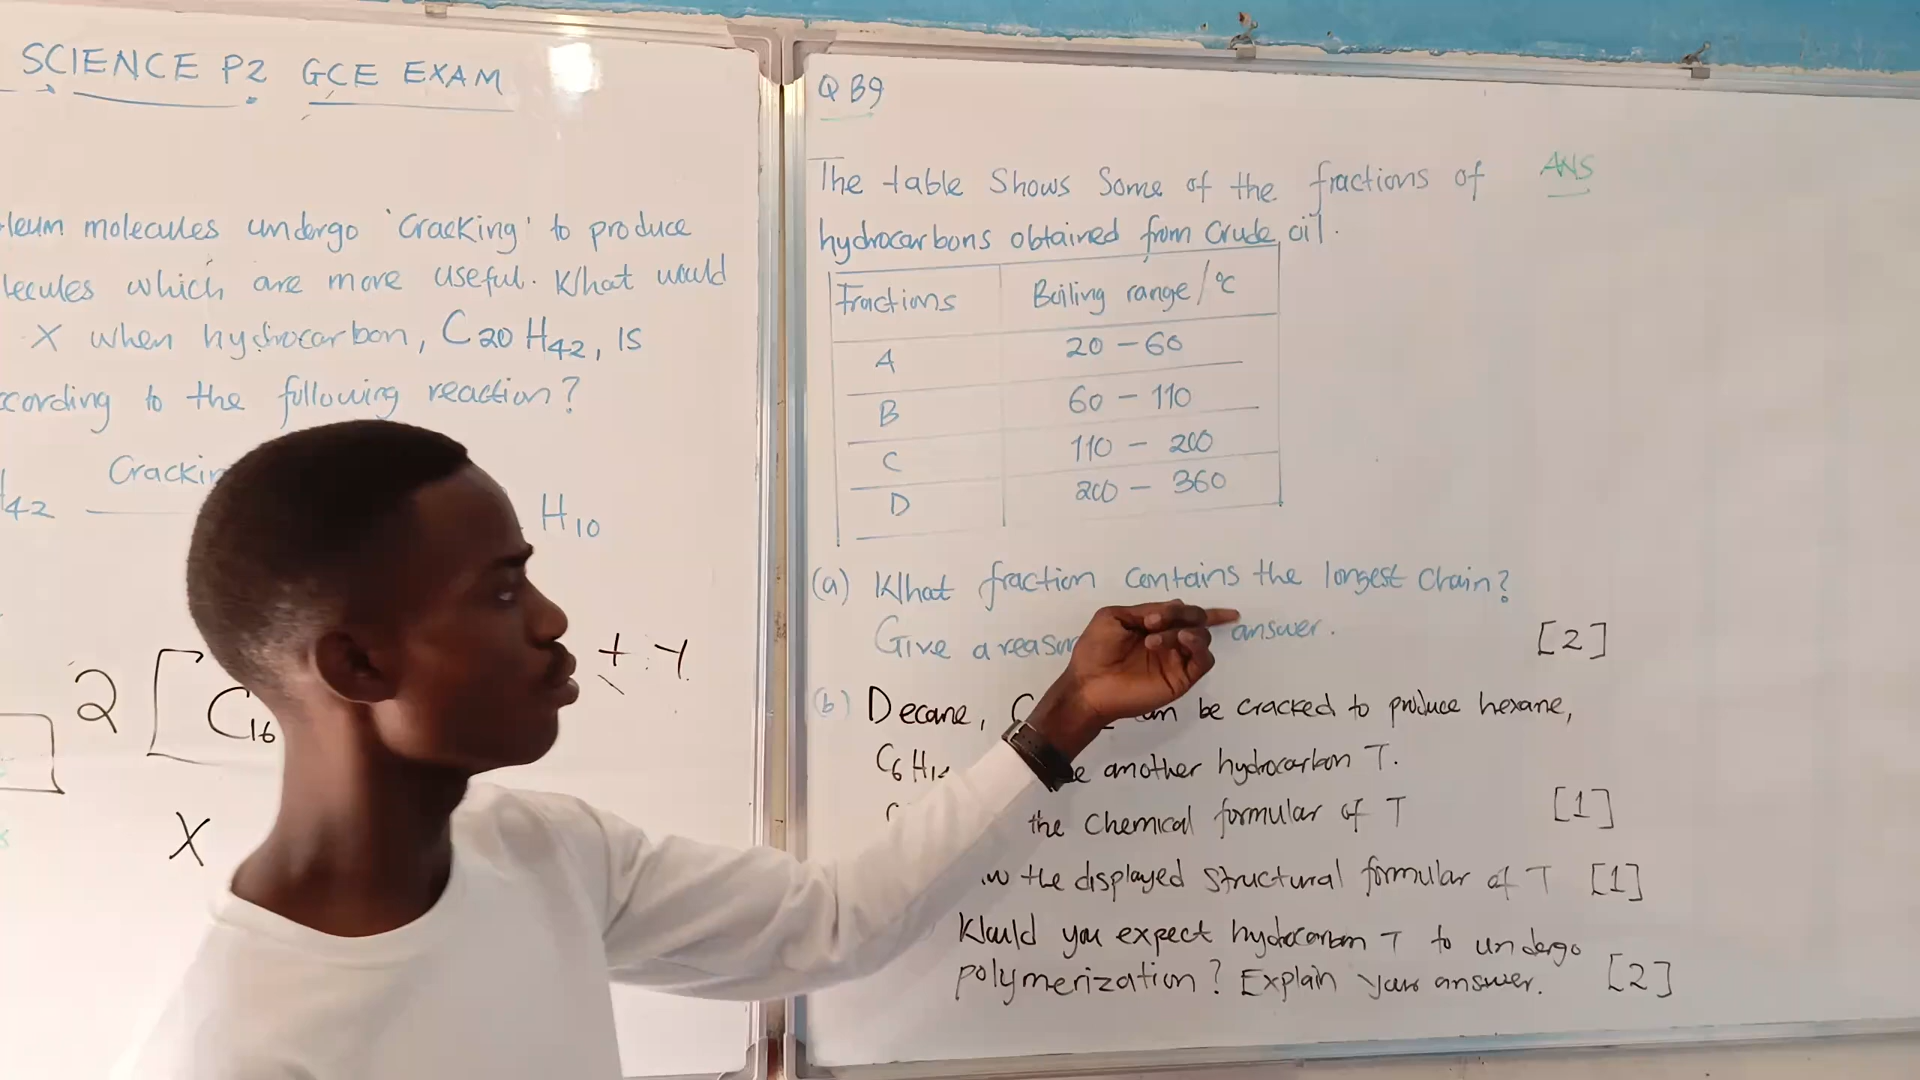 SCIENCE P2 GCE EXAM
leum molecules undergo 'Cracking' to produce
lecules which are more useful. What would
X when hydrocarbon, C20 H42, is
cording to the following reaction?
Crackin
H42 H10
2 [ C16 + Y
X
Q B9
The table Shows Some of the fractions of
hydrocarbons obtained from Crude oil.
ANS
Fractions Boiling range / °C
A 20 – 60
B 60 – 110
C 110 – 200
D 200 – 360
(a) What fraction contains the longest Chain?
Give a reason answer. [2]
(b) Decane, C can be cracked to produce hexane,
C6 H14 another hydrocarbon T.
the Chemical formular of T [1]
the displayed Structural formular of T [1]
Would you expect hydrocarbon T to undergo
polymerization? Explain your answer. [2]